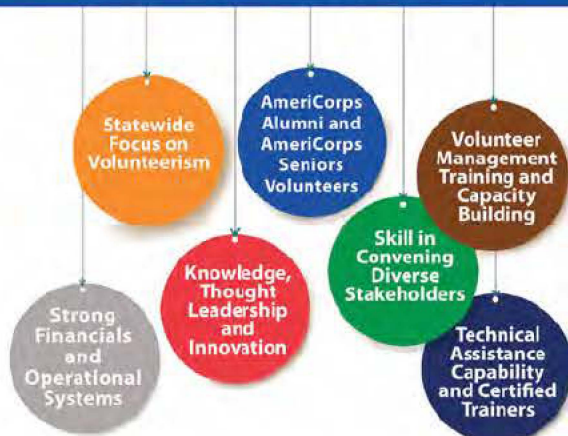 Statewide
Focus on
Volunteerism
AmeriCorps
Alumni and
AmeriCorps
Seniors
Volunteers
Volunteer
Management
Training and
Capacity
Building
Strong
Financials
and
Operational
Systems
Knowledge,
Thought
Leadership
and
Innovation
Skill in
Convening
Diverse
Stakeholders
Technical
Assistance
Capability
and Certified
Trainers